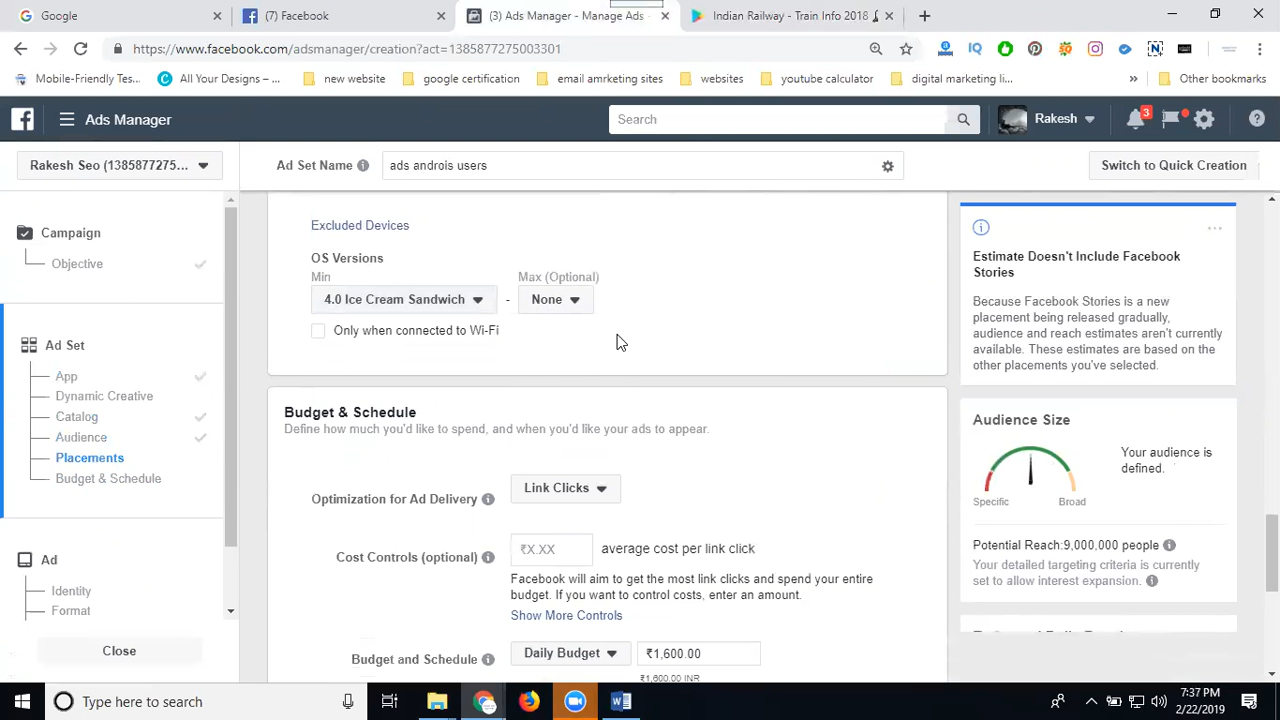 Google
(7) Facebook
(3) Ads Manager - Manage Ads -
Indian Railway - Train Info 2018
https://www.facebook.com/adsmanager/creation?act=1385877275003301
Mobile-Friendly Tes...
All Your Designs – ...
new website
google certification
email amrketing sites
websites
youtube calculator
digital marketing li...
»
Other bookmarks
Ads Manager
Search
Rakesh
3
Rakesh Seo (1385877275...
Ad Set Name
ads androis users
Switch to Quick Creation
Campaign
Objective
Ad Set
App
Dynamic Creative
Catalog
Audience
Placements
Budget & Schedule
Ad
Identity
Format
Close
Excluded Devices
OS Versions
Min
Max (Optional)
4.0 Ice Cream Sandwich
-
None
Only when connected to Wi-Fi
Budget & Schedule
Define how much you'd like to spend, and when you'd like your ads to appear.
Optimization for Ad Delivery
Link Clicks
Cost Controls (optional)
₹X.XX
average cost per link click
Facebook will aim to get the most link clicks and spend your entire
budget. If you want to control costs, enter an amount.
Show More Controls
Budget and Schedule
Daily Budget
₹1,600.00
₹1,600.00 INR
Estimate Doesn't Include Facebook
Stories
Because Facebook Stories is a new
placement being released gradually,
audience and reach estimates aren't currently
available. These estimates are based on the
other placements you've selected.
Audience Size
Your audience is
defined.
Specific
Broad
Potential Reach:9,000,000 people
Your detailed targeting criteria is currently
set to allow interest expansion.
Type here to search
7:37 PM
2/22/2019